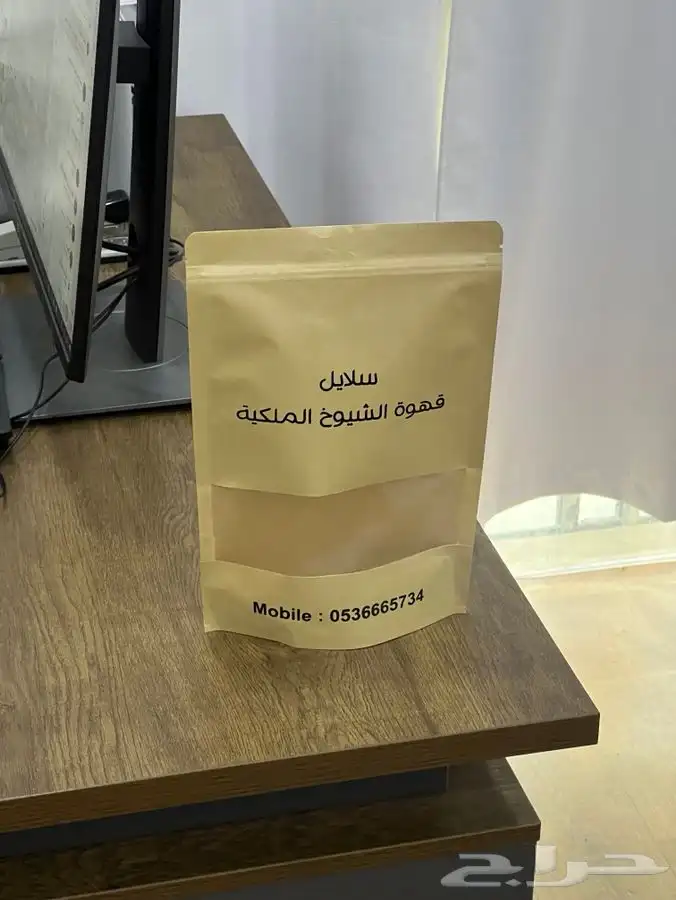 سلايل
قهوة الشيوخ الملكية
Mobile : 0536665734
حراج